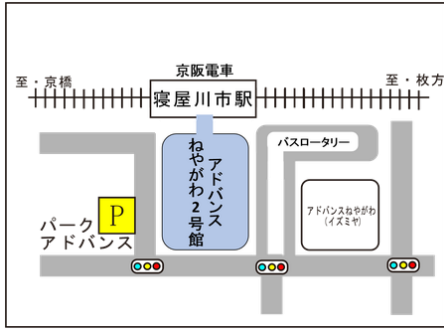 京阪電車
至・京橋
寝屋川市駅
至・枚方
アドバンス
ねやがわ2号館
バスロータリー
アドバンスねやがわ
(イズミヤ)
P
パーク
アドバンス